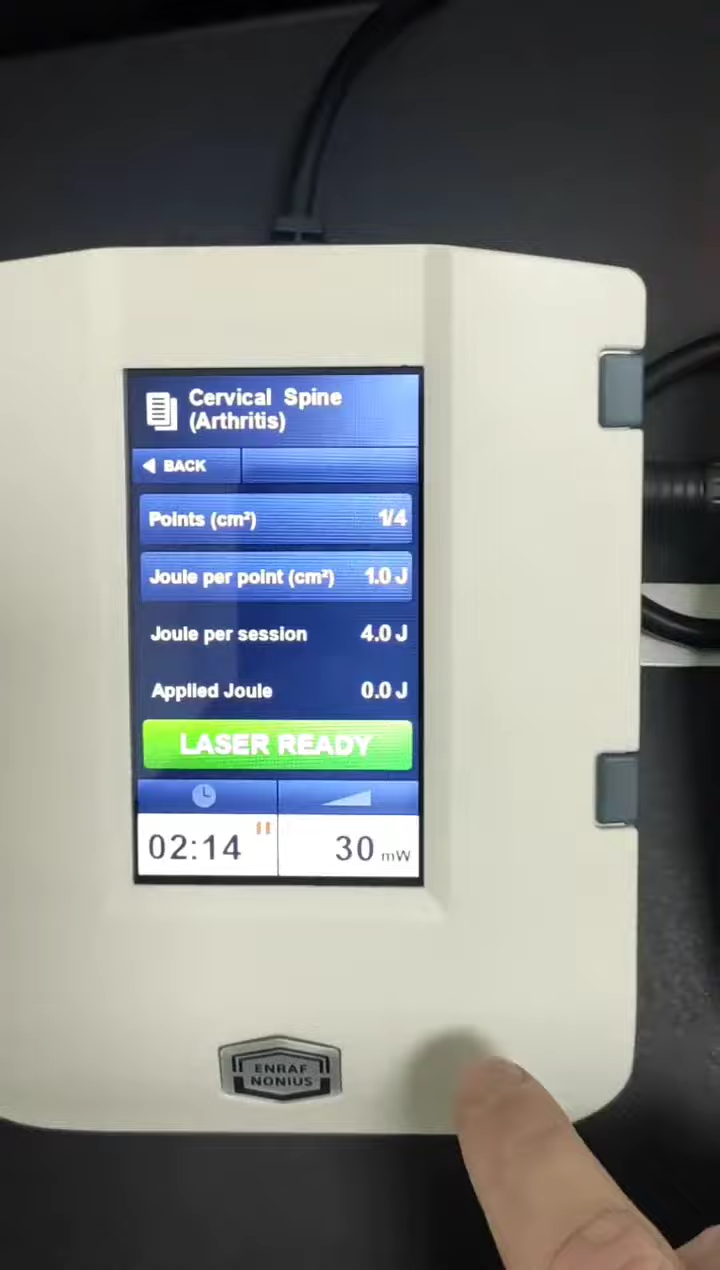 Cervical Spine
(Arthritis)
BACK
Points (cm²) 1/4
Joule per point (cm²) 1.0 J
Joule per session 4.0 J
Applied Joule 0.0 J
LASER READY
02:14 30 mW
ENRAF
NONIUS